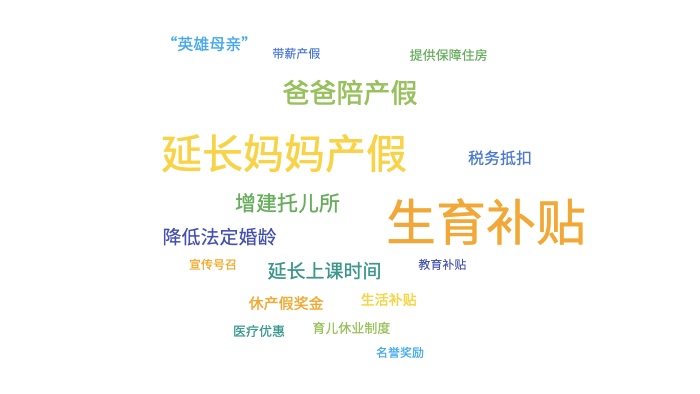 “英雄母亲”
带薪产假
提供保障住房
爸爸陪产假
延长妈妈产假
税务抵扣
增建托儿所
生育补贴
降低法定婚龄
宣传号召
延长上课时间
教育补贴
休产假奖金
生活补贴
医疗优惠
育儿休业制度
名誉奖励